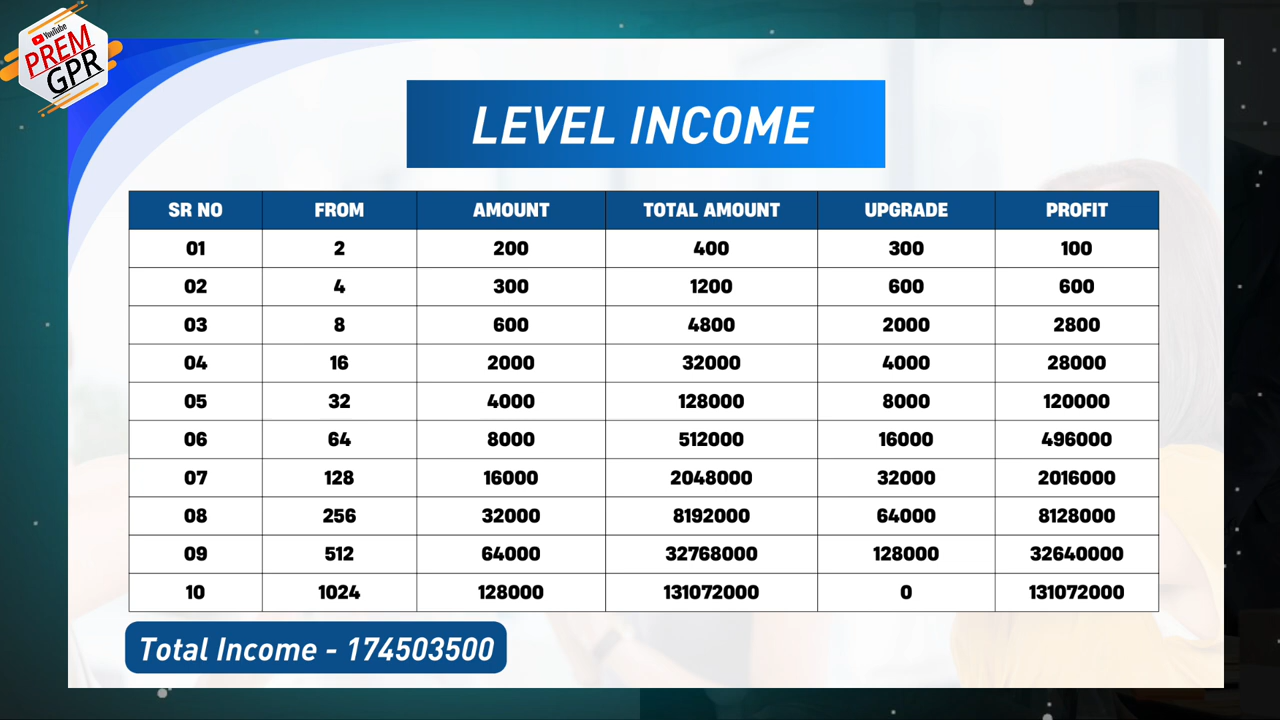 YouTube
PREM
GPR
LEVEL INCOME
SR NO FROM AMOUNT TOTAL AMOUNT UPGRADE PROFIT
01 2 200 400 300 100
02 4 300 1200 600 600
03 8 600 4800 2000 2800
04 16 2000 32000 4000 28000
05 32 4000 128000 8000 120000
06 64 8000 512000 16000 496000
07 128 16000 2048000 32000 2016000
08 256 32000 8192000 64000 8128000
09 512 64000 32768000 128000 32640000
10 1024 128000 131072000 0 131072000
Total Income - 174503500